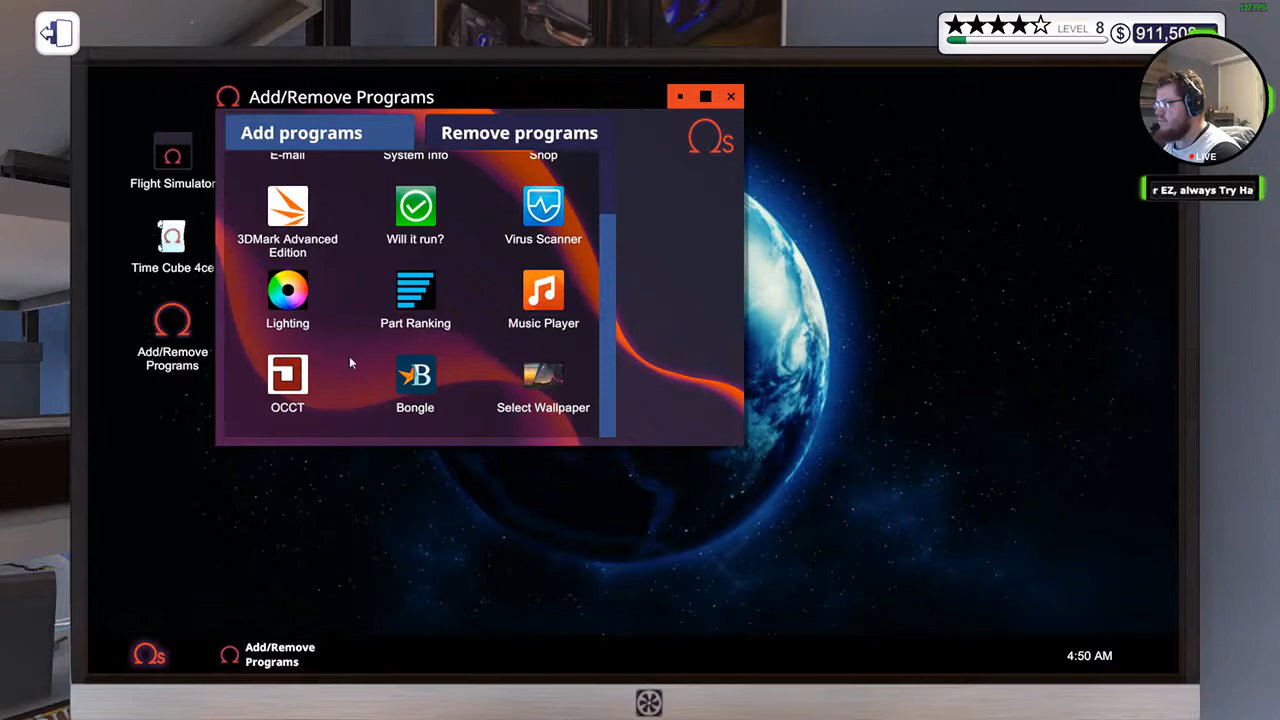 127 FPS
LEVEL 8
$ 911,50
LIVE
r EZ, always Try Ha
Add/Remove Programs
Add programs
Remove programs
Ωs
E-mail
System Info
Shop
3DMark Advanced
Edition
Will it run?
Virus Scanner
Lighting
Part Ranking
Music Player
OCCT
B
Bongle
Select Wallpaper
Flight Simulator
Time Cube 4ce
Add/Remove
Programs
Ωs
Add/Remove
Programs
4:50 AM